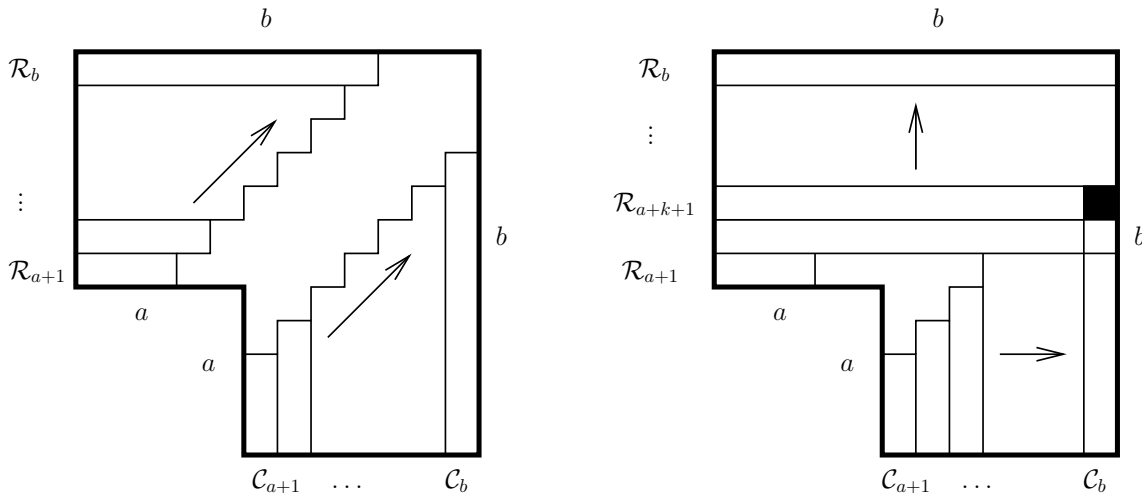 b
b
𝓡_b
𝓡_b
⋮
⋮
𝓡_{a+k+1}
b
b
𝓡_{a+1}
𝓡_{a+1}
a
a
a
a
𝓒_{a+1} ... 𝓒_b
𝓒_{a+1} ... 𝓒_b